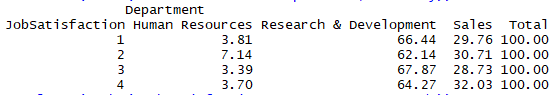 Department
JobSatisfaction Human Resources Research & Development Sales Total
1 3.81 66.44 29.76 100.00
2 7.14 62.14 30.71 100.00
3 3.39 67.87 28.73 100.00
4 3.70 64.27 32.03 100.00